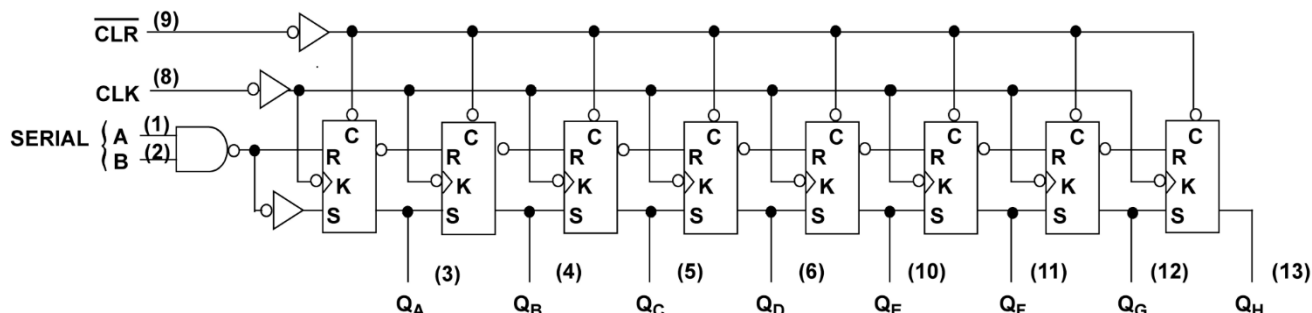 CLR (9)
CLK (8)
SERIAL { A (1)
B (2)
C C C C C C C C
R R R R R R R R
K K K K K K K K
S S S S S S S S
(3) (4) (5) (6) (10) (11) (12) (13)
QA QB QC QD QE QF QG QH